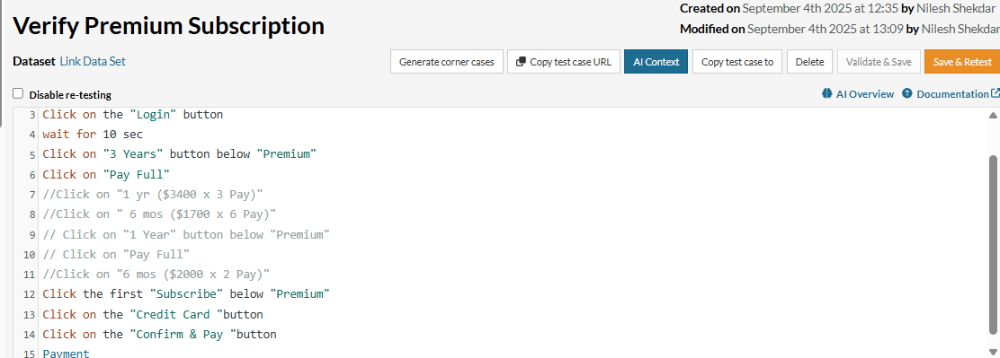 Verify Premium Subscription
Created on September 4th 2025 at 12:35 by Nilesh Shekdar
Modified on September 4th 2025 at 13:09 by Nilesh Shekdar
Dataset Link Data Set
Generate corner cases Copy test case URL AI Context Copy test case to Delete Validate & Save Save & Retest
Disable re-testing
AI Overview Documentation
3 Click on the "Login" button
4 wait for 10 sec
5 Click on "3 Years" button below "Premium"
6 Click on "Pay Full"
7 //Click on "1 yr ($3400 x 3 Pay)"
8 //Click on " 6 mos ($1700 x 6 Pay)"
9 // Click on "1 Year" button below "Premium"
10 // Click on "Pay Full"
11 //Click on "6 mos ($2000 x 2 Pay)"
12 Click the first "Subscribe" below "Premium"
13 Click on the "Credit Card "button
14 Click on the "Confirm & Pay "button
15 Payment